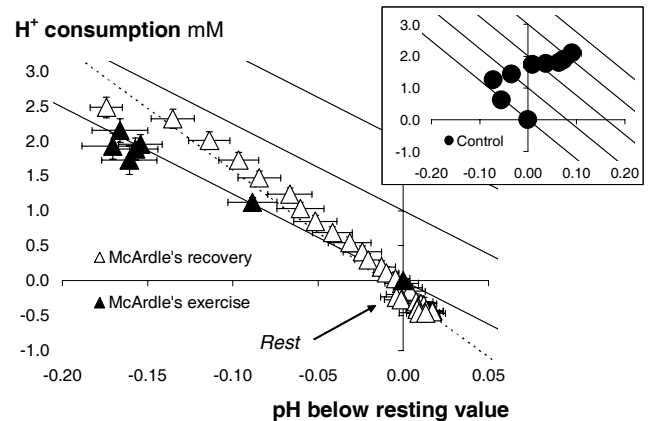 H+ consumption mM
3.0
2.5
2.0
1.5
1.0
0.5
0.0
-0.5
-1.0
-0.20 -0.15 -0.10 -0.05 0.00 0.05
pH below resting value
△ McArdle's recovery
▲ McArdle's exercise
Rest
3.0
2.0
1.0
0.0
-1.0
-0.20 -0.10 0.00 0.10 0.20
● Control